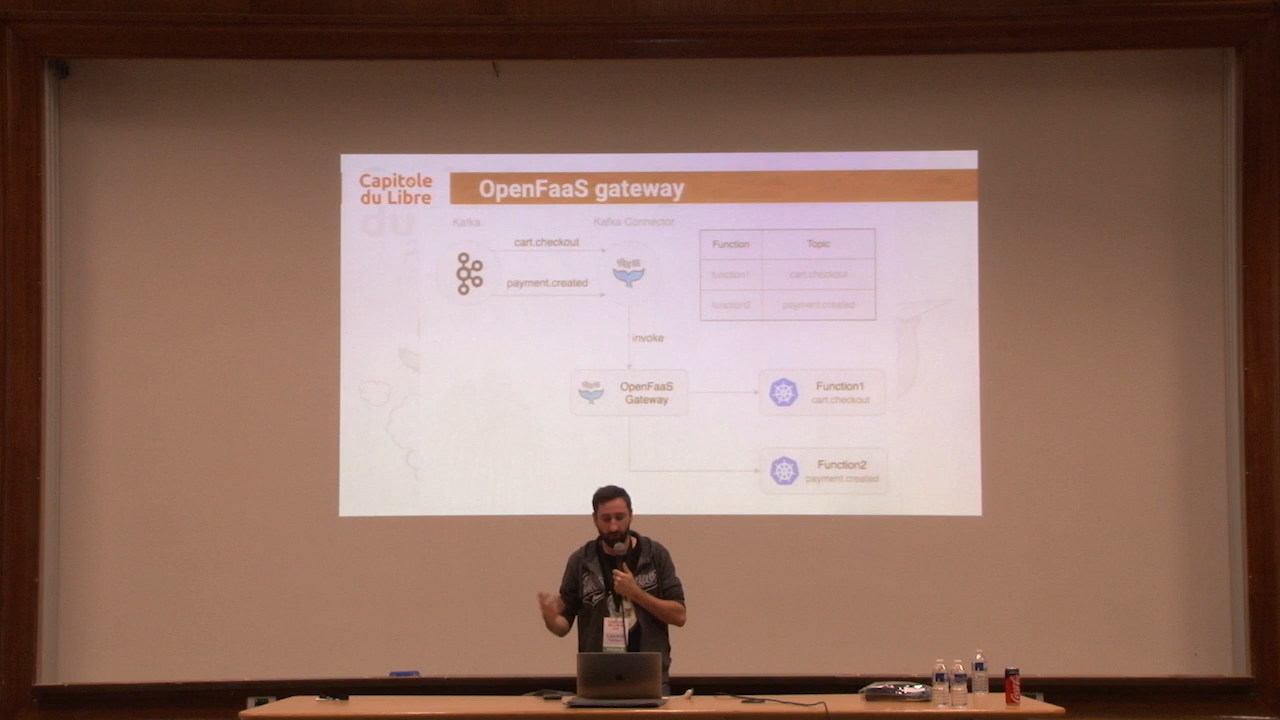 Capitole
du Libre
OpenFaaS gateway
du
Kafka
Kafka Connector
cart.checkout
payment.created
Function
Topic
function1
cart.checkout
function2
payment.created
invoke
OpenFaaS
Gateway
Function1
cart.checkout
Function2
payment.created